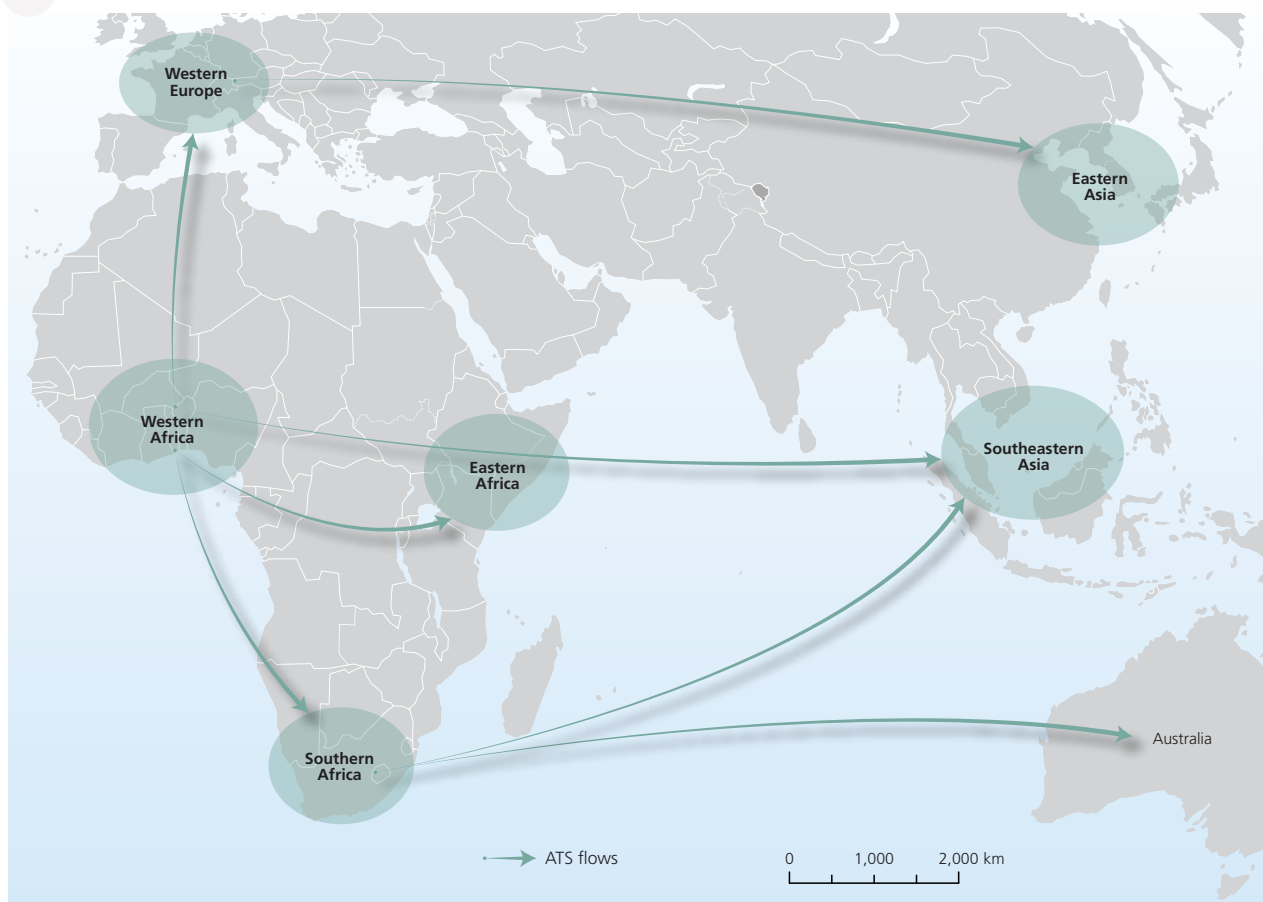 Western
Europe
Eastern
Asia
Western
Africa
Eastern
Africa
Southeastern
Asia
Southern
Africa
Australia
ATS flows
0 1,000 2,000 km